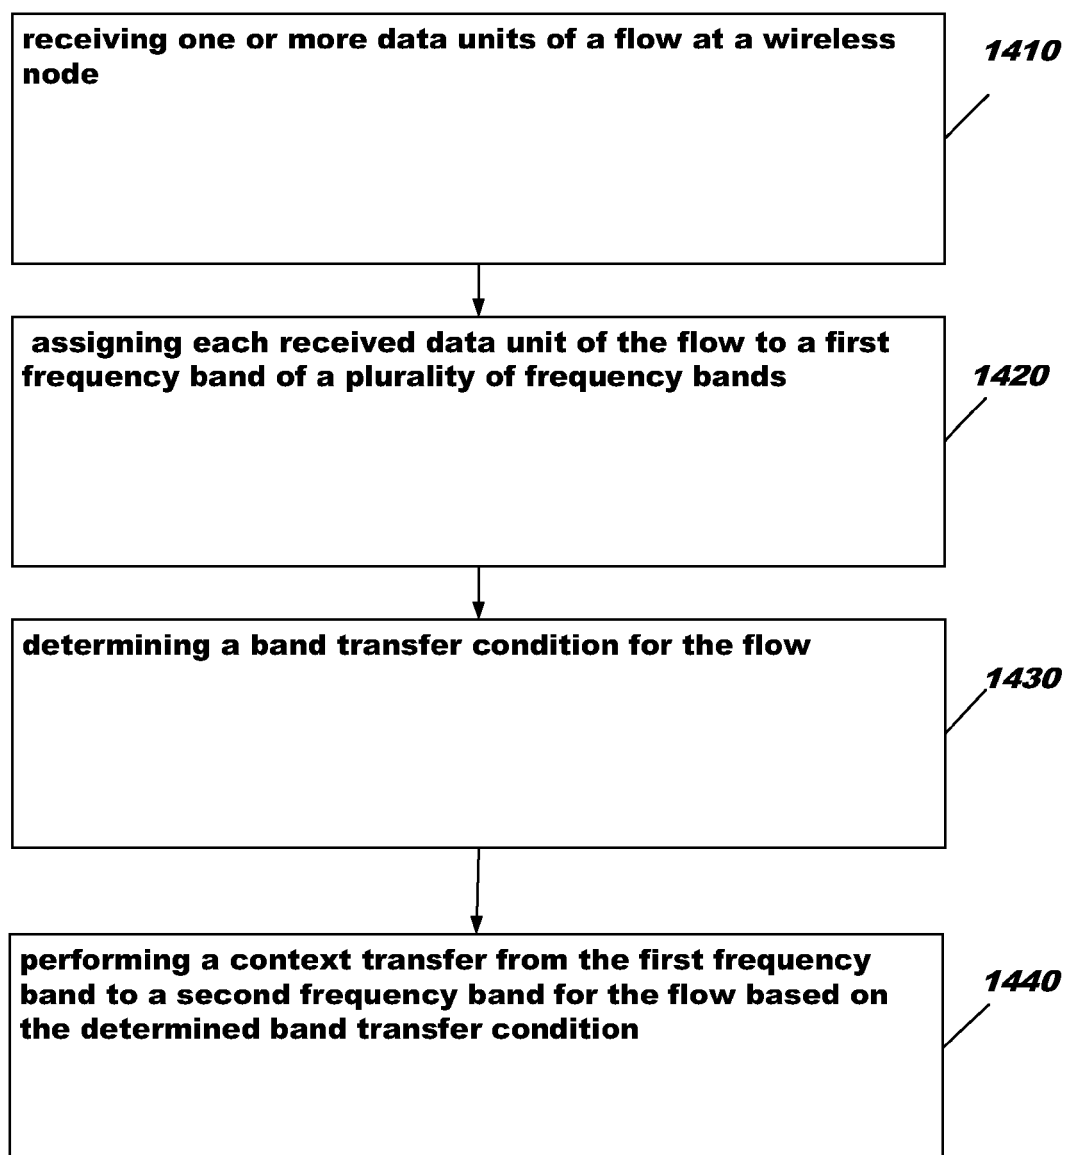 receiving one or more data units of a flow at a wireless
node
1410
assigning each received data unit of the flow to a first
frequency band of a plurality of frequency bands
1420
determining a band transfer condition for the flow
1430
performing a context transfer from the first frequency
band to a second frequency band for the flow based on
the determined band transfer condition
1440